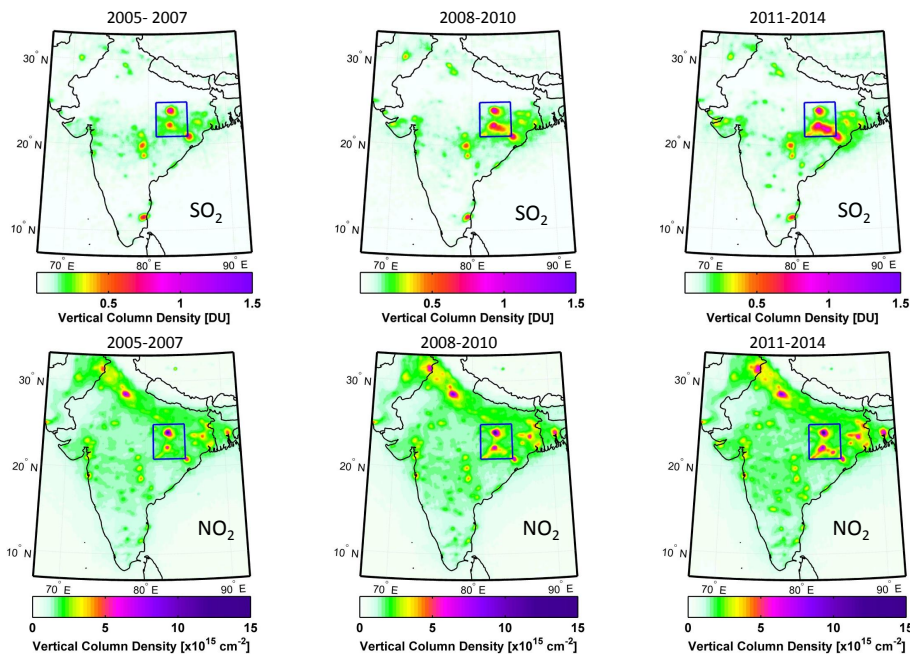 2005- 2007 2008-2010 2011-2014
30° N 30° N 30° N
20° 20° 20°
10° 10° 10°
SO2 SO2 SO2
70° E 80° E 90° E 70° E 80° E 90° E 70° E 80° E 90° E
0.5 1 1.5 0.5 1 1.5 0.5 1 1.5
Vertical Column Density [DU] Vertical Column Density [DU] Vertical Column Density [DU]
2005-2007 2008-2010 2011-2014
30° N 30° N 30° N
20° 20° 20°
NO2 NO2 NO2
10° N 10° N 10° N
70° E 80° E 90° E 70° E 80° E 90° E 70° E 80° E 90° E
0 5 10 15 0 5 10 15 0 5 10 15
Vertical Column Density [x10^15 cm^-2] Vertical Column Density [x10^15 cm^-2] Vertical Column Density [x10^15 cm^-2]